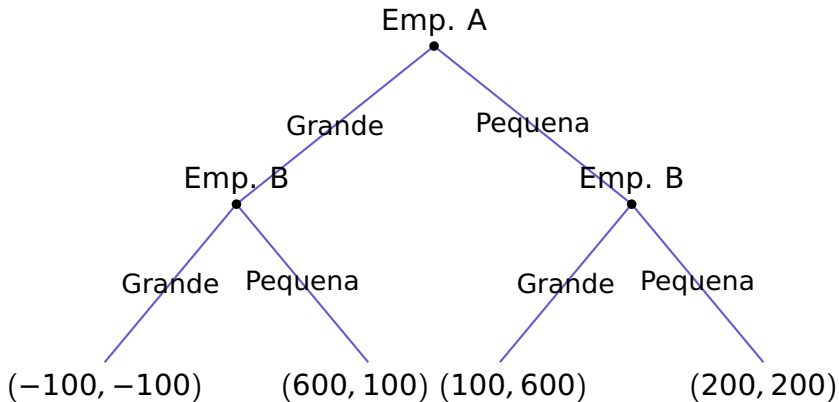 Emp. A
Grande
Pequena
Emp. B
Emp. B
Grande
Pequena
Grande
Pequena
(−100, −100)
(600, 100)
(100, 600)
(200, 200)